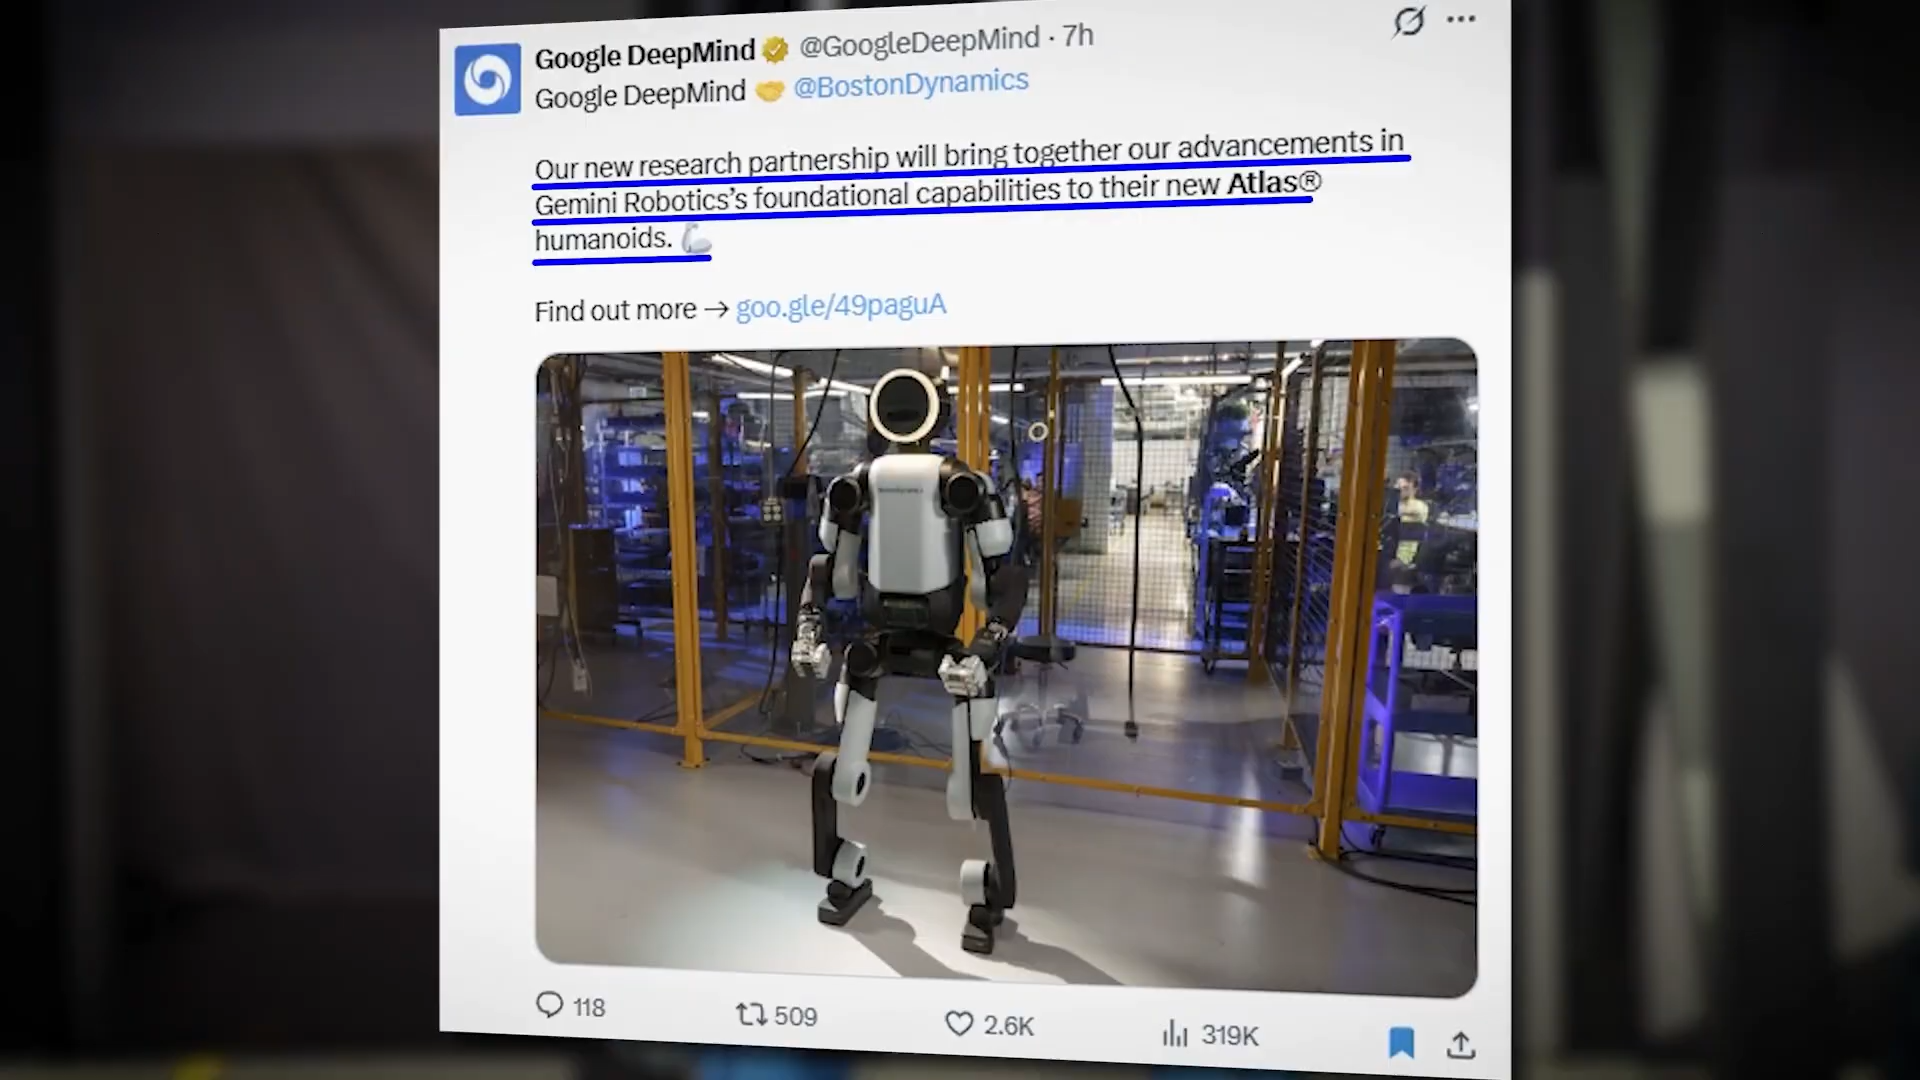 Google DeepMind @GoogleDeepMind · 7h
Google DeepMind 🤝 @BostonDynamics
Our new research partnership will bring together our advancements in
Gemini Robotics’s foundational capabilities to their new Atlas®
humanoids. 🦾
Find out more → goo.gle/49paguA
118 509 2.6K 319K